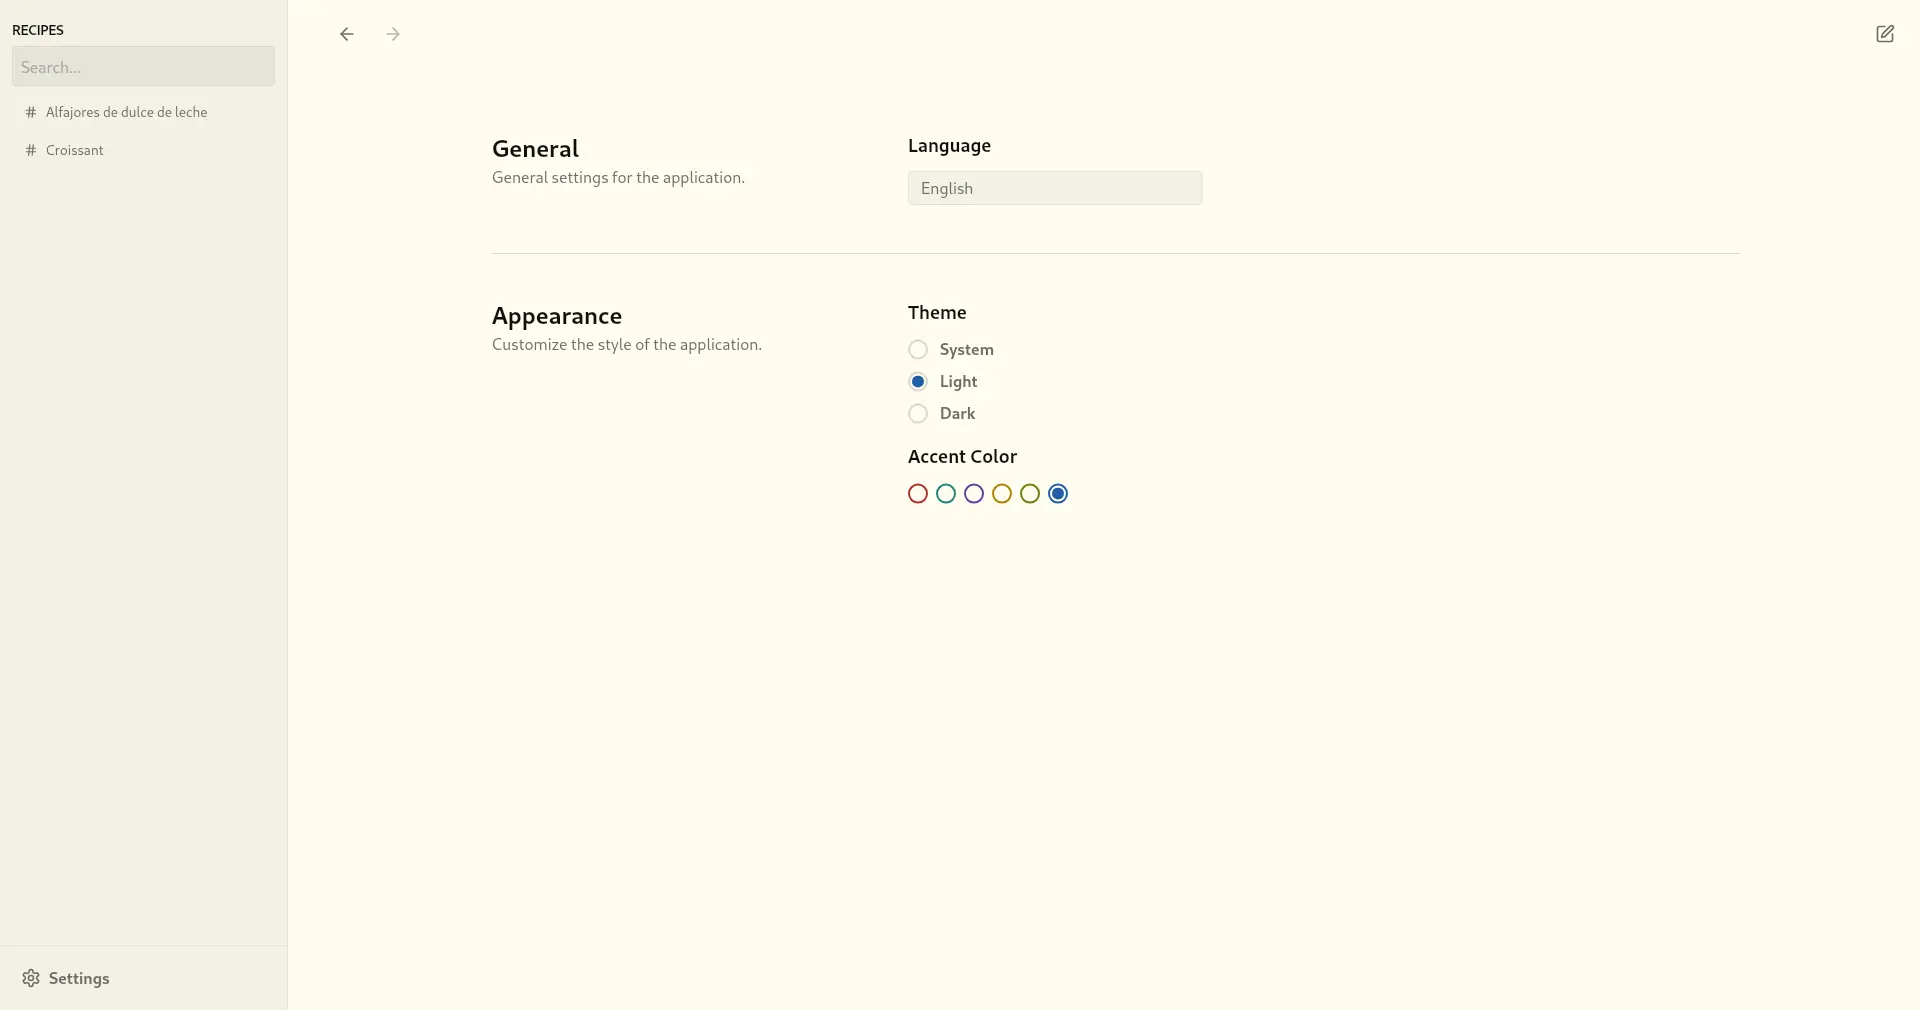 RECIPES
Search...
# Alfajores de dulce de leche
# Croissant
Settings
General
General settings for the application.
Language
English
Appearance
Customize the style of the application.
Theme
System
Light
Dark
Accent Color